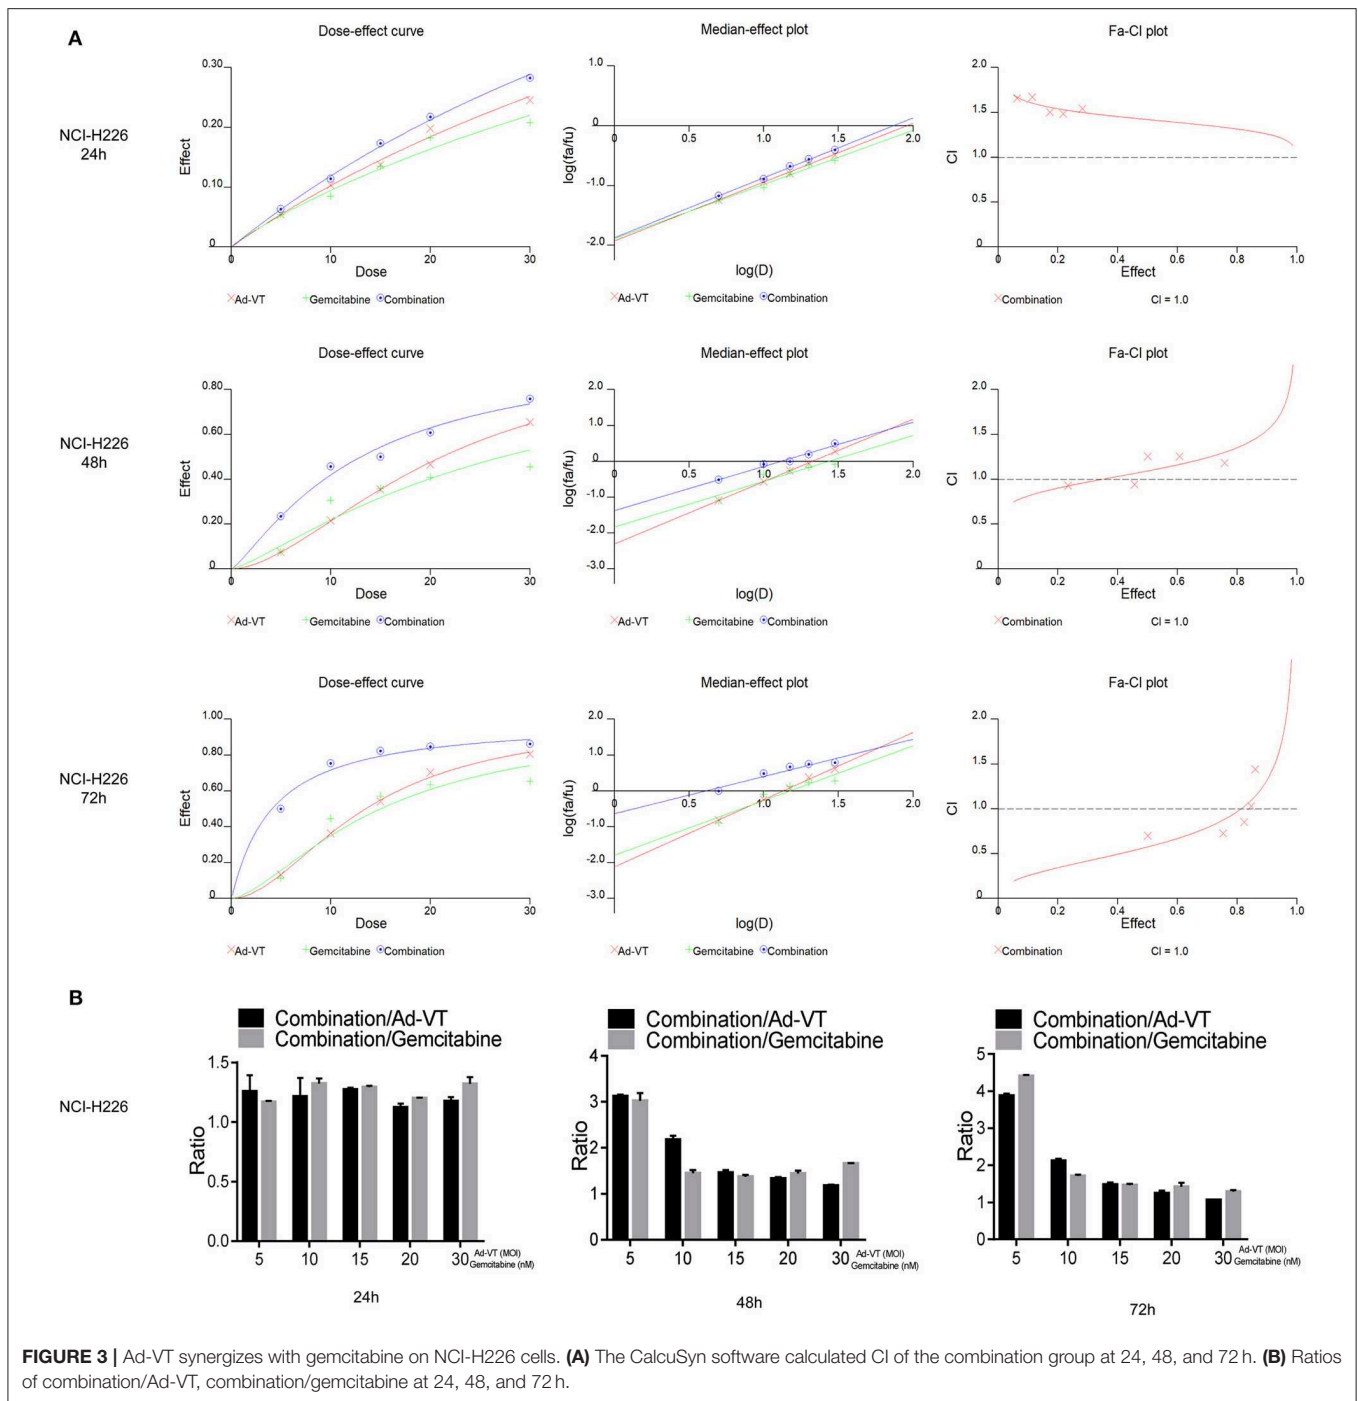 A
NCI-H226
24h
Dose-effect curve
0.30
0.20
0.10
0
Effect
0
10
20
30
Dose
Ad-VT
Gemcitabine
Combination
Median-effect plot
1.0
0
-1.0
-2.0
log(fa/fu)
0
0.5
1.0
1.5
2.0
log(D)
Ad-VT
Gemcitabine
Combination
Fa-CI plot
2.0
1.5
1.0
0.5
0
CI
0
0.2
0.4
0.6
0.8
1.0
Effect
Combination
CI = 1.0
NCI-H226
48h
Dose-effect curve
0.80
0.60
0.40
0.20
0
Effect
0
10
20
30
Dose
Ad-VT
Gemcitabine
Combination
Median-effect plot
2.0
1.0
0
-1.0
-2.0
-3.0
log(fa/fu)
0
0.5
1.0
1.5
2.0
log(D)
Ad-VT
Gemcitabine
Combination
Fa-CI plot
2.0
1.5
1.0
0.5
0
CI
0
0.2
0.4
0.6
0.8
1.0
Effect
Combination
CI = 1.0
NCI-H226
72h
Dose-effect curve
1.00
0.80
0.60
0.40
0.20
0
Effect
0
10
20
30
Dose
Ad-VT
Gemcitabine
Combination
Median-effect plot
2.0
1.0
0
-1.0
-2.0
-3.0
log(fa/fu)
0
0.5
1.0
1.5
2.0
log(D)
Ad-VT
Gemcitabine
Combination
Fa-CI plot
2.0
1.5
1.0
0.5
0
CI
0
0.2
0.4
0.6
0.8
1.0
Effect
Combination
CI = 1.0
B
NCI-H226
Combination/Ad-VT
Combination/Gemcitabine
1.5
1.0
0.5
0.0
Ratio
5
10
15
20
30
Ad-VT (MOI)
Gemcitabine (nM)
24h
Combination/Ad-VT
Combination/Gemcitabine
4
3
2
1
0
Ratio
5
10
15
20
30
Ad-VT (MOI)
Gemcitabine (nM)
48h
Combination/Ad-VT
Combination/Gemcitabine
5
4
3
2
1
0
Ratio
5
10
15
20
30
Ad-VT (MOI)
Gemcitabine (nM)
72h
FIGURE 3 | Ad-VT synergizes with gemcitabine on NCI-H226 cells. (A) The CalcuSyn software calculated CI of the combination group at 24, 48, and 72 h. (B) Ratios
of combination/Ad-VT, combination/gemcitabine at 24, 48, and 72 h.